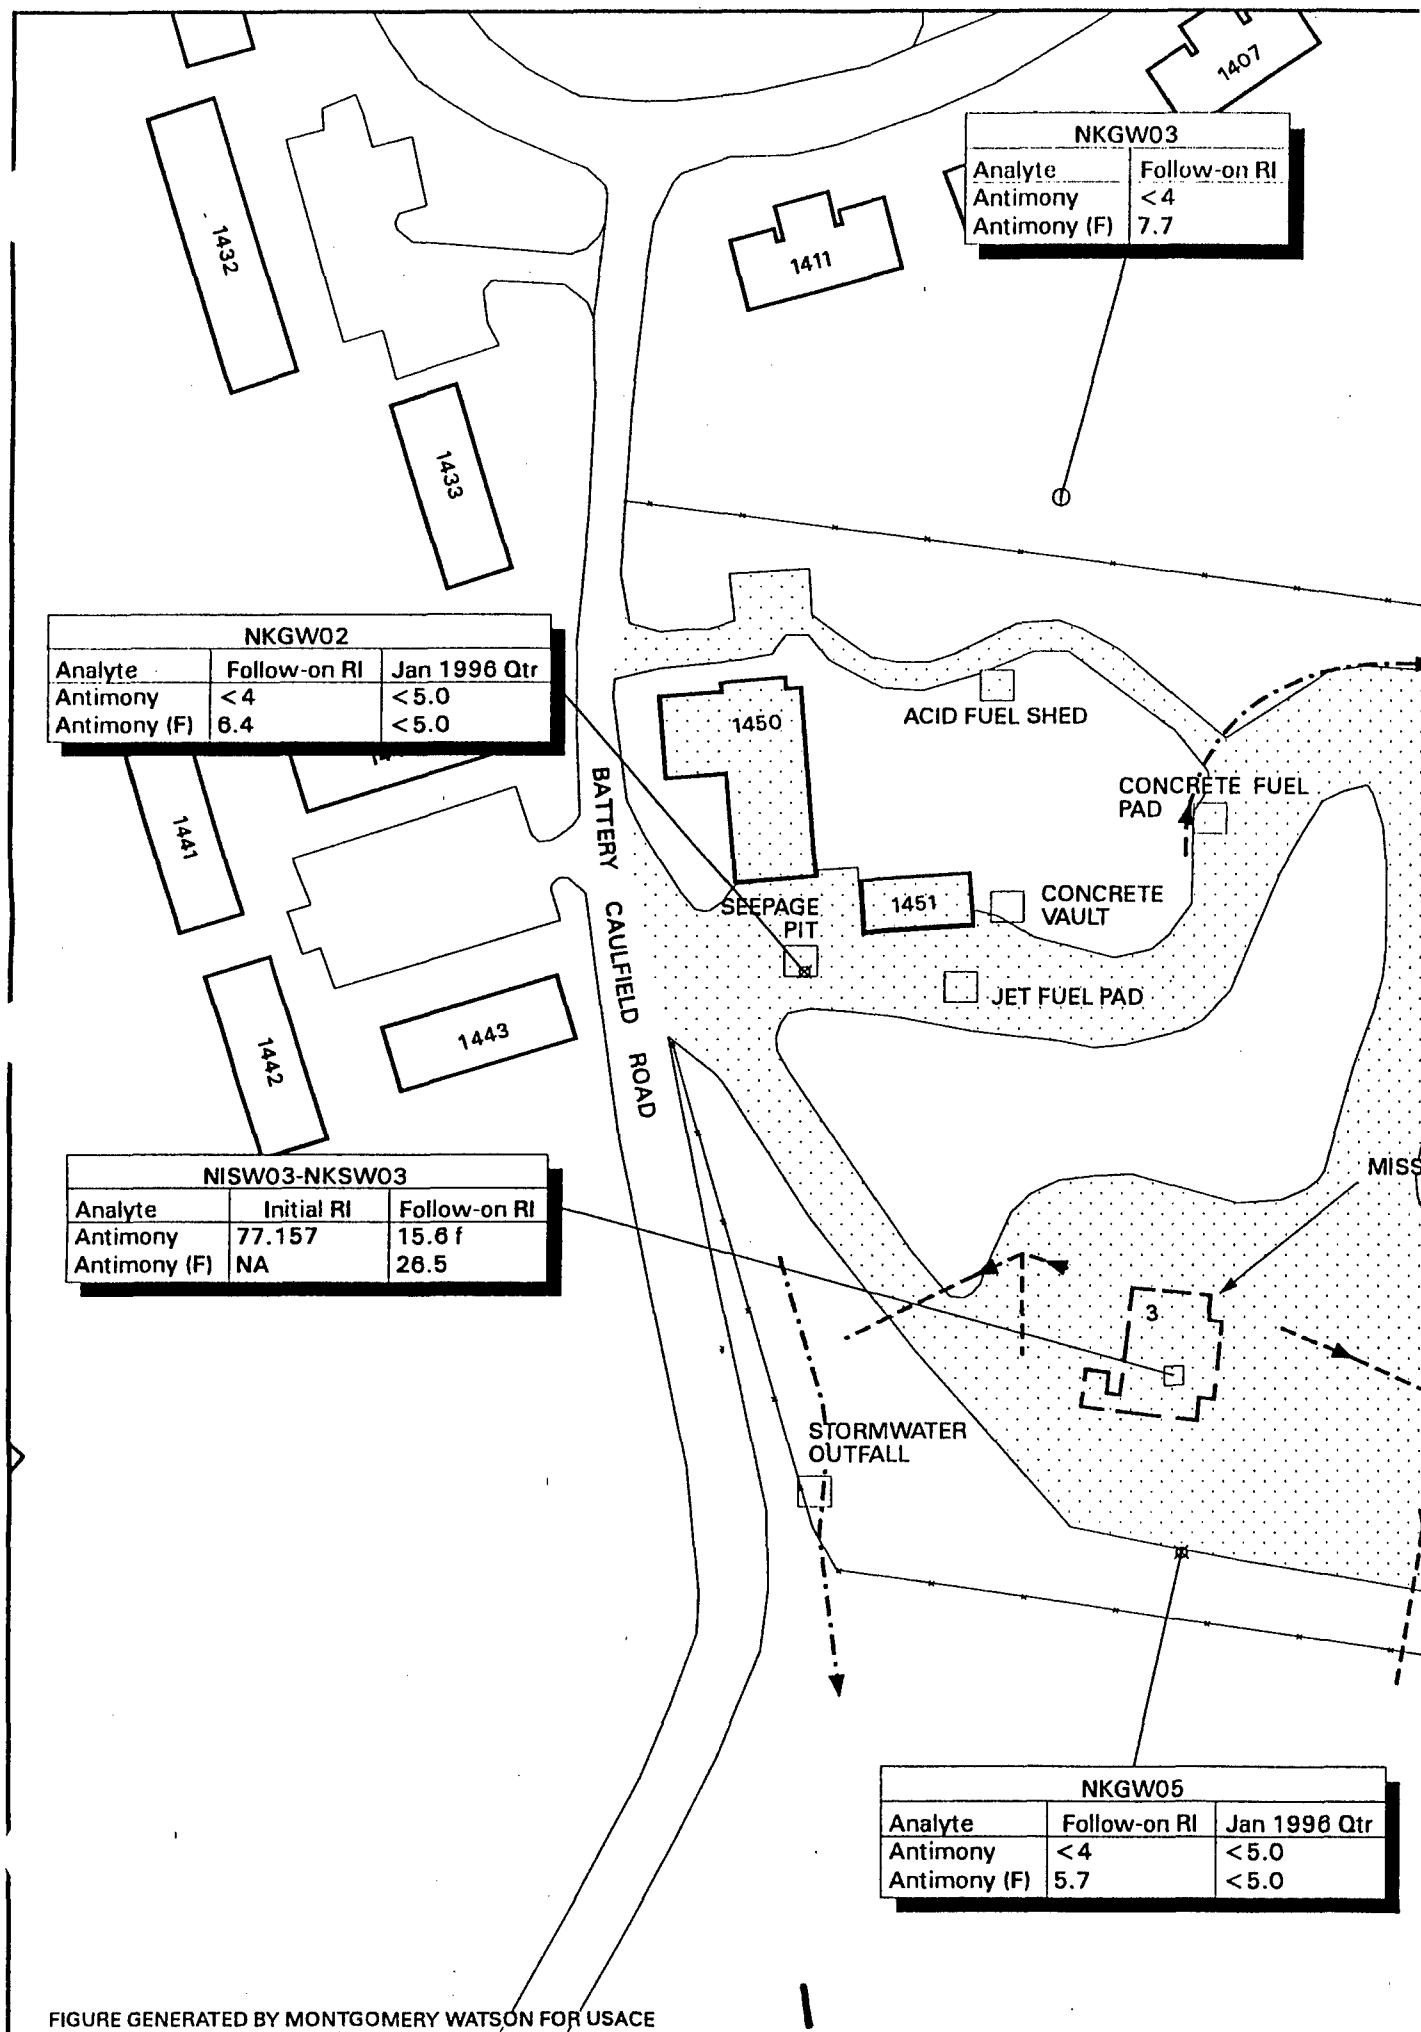 1407
NKGW03
Analyte Follow-on RI
Antimony <4
Antimony (F) 7.7
1432
1411
1433
NKGW02
Analyte Follow-on RI Jan 1996 Qtr
Antimony <4 <5.0
Antimony (F) 6.4 <5.0
1450
ACID FUEL SHED
CONCRETE FUEL
PAD
BATTERY CAULFIELD ROAD
1441
SEEPAGE
PIT
1451
CONCRETE
VAULT
JET FUEL PAD
1442
1443
MISS
NISW03-NKSW03
Analyte Initial RI Follow-on RI
Antimony 77.157 15.6 f
Antimony (F) NA 26.5
3
STORMWATER
OUTFALL
NKGW05
Analyte Follow-on RI Jan 1996 Qtr
Antimony <4 <5.0
Antimony (F) 5.7 <5.0
FIGURE GENERATED BY MONTGOMERY WATSON FOR USACE